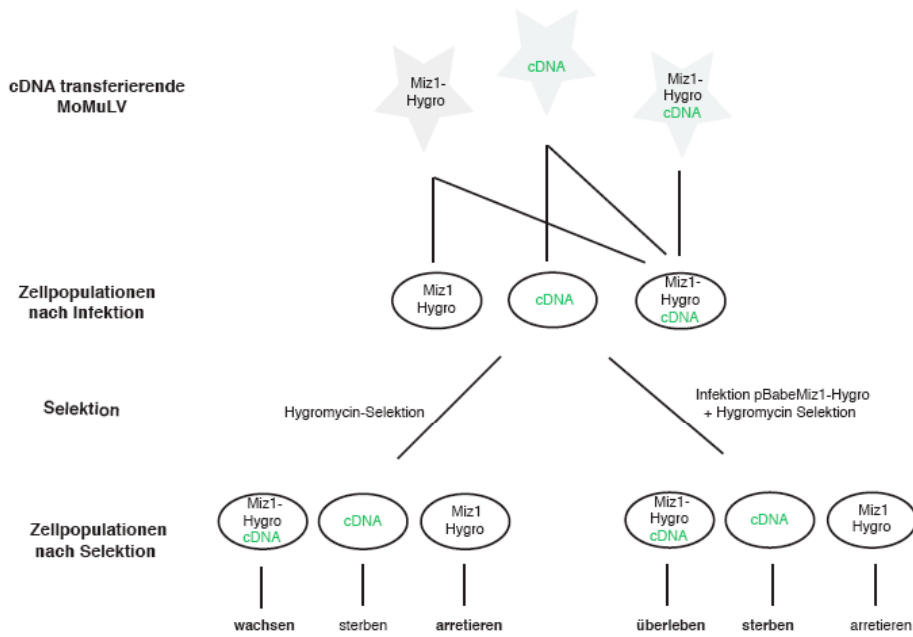 cDNA transferierende
MoMuLV
Miz1-
Hygro
cDNA
Miz1-
Hygro
cDNA
Zellpopulationen
nach Infektion
Miz1
Hygro
cDNA
Miz1-
Hygro
cDNA
Selektion
Hygromycin-Selektion
Infektion pBabeMiz1-Hygro
+ Hygromycin Selektion
Zellpopulationen
nach Selektion
Miz1-
Hygro
cDNA
cDNA
Miz1
Hygro
Miz1-
Hygro
cDNA
cDNA
Miz1
Hygro
wachsen
sterben
arretieren
überleben
sterben
arretieren